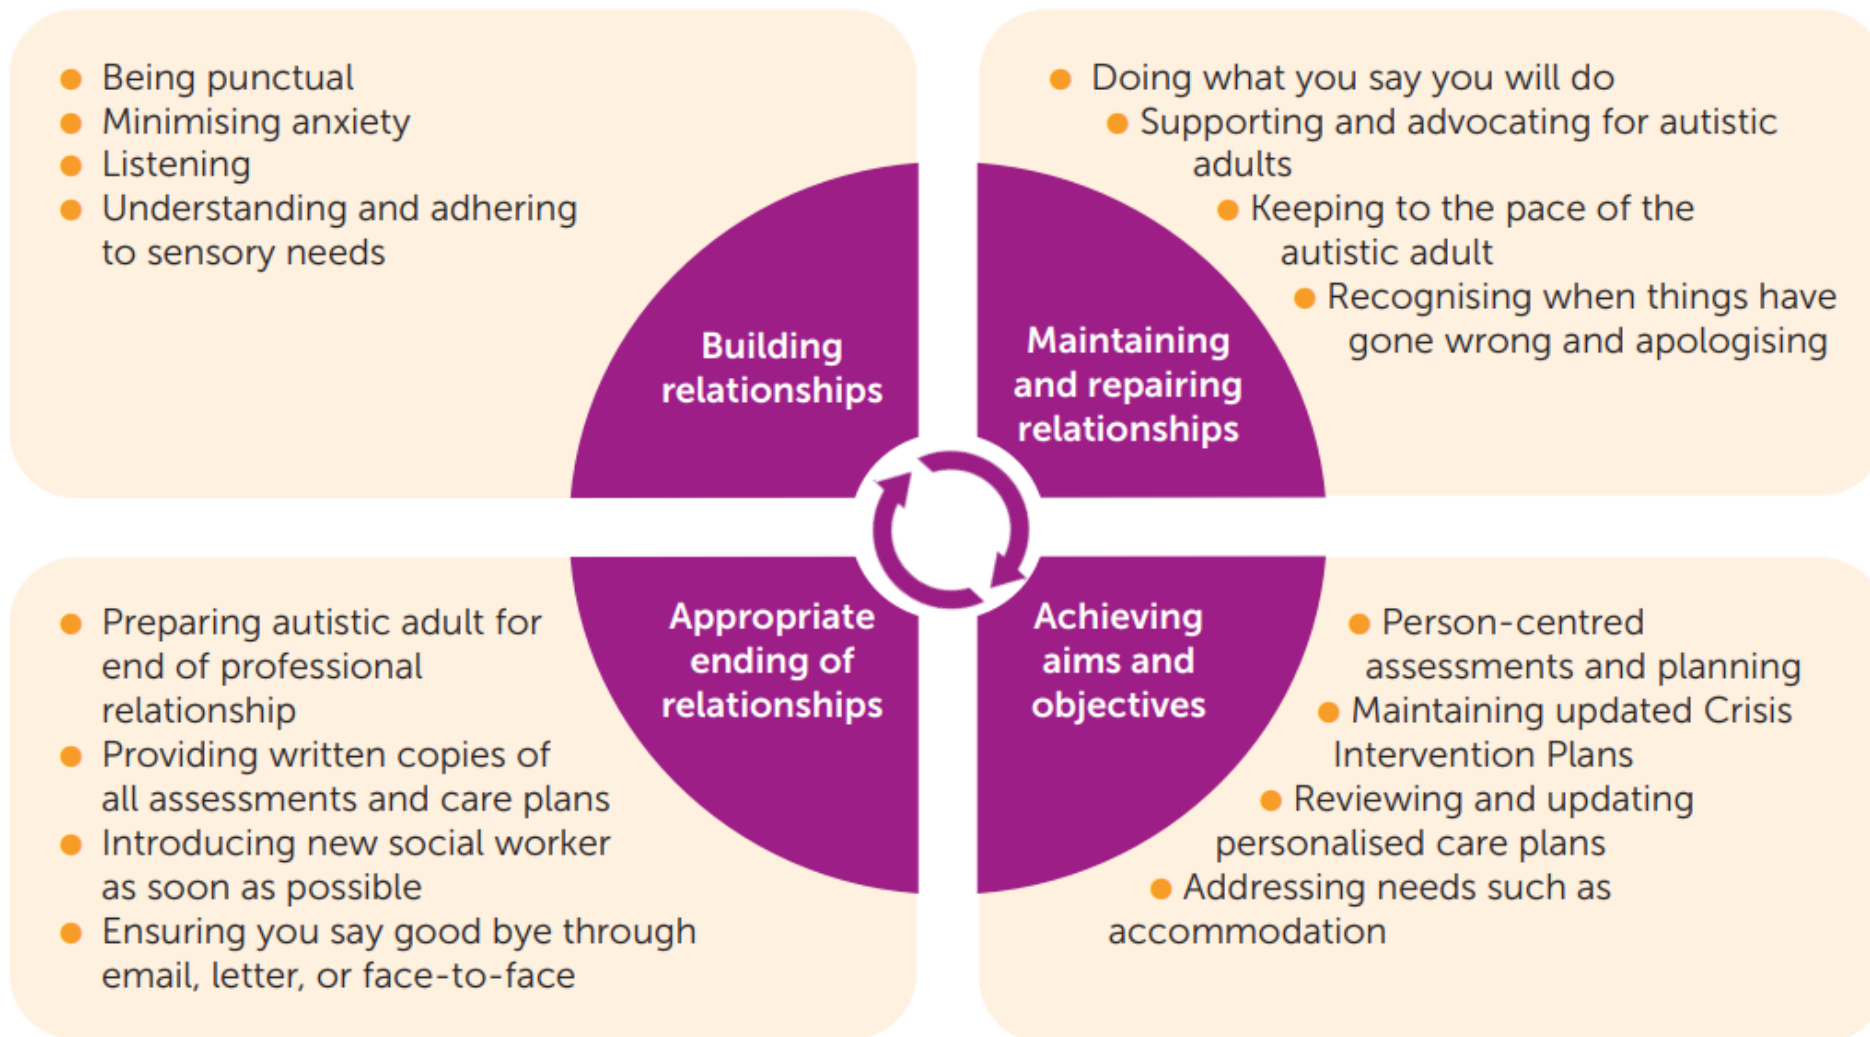 ● Being punctual
● Minimising anxiety
● Listening
● Understanding and adhering
to sensory needs
Building
relationships
● Doing what you say you will do
● Supporting and advocating for autistic
adults
● Keeping to the pace of the
autistic adult
● Recognising when things have
gone wrong and apologising
Maintaining
and repairing
relationships
● Preparing autistic adult for
end of professional
relationship
● Providing written copies of
all assessments and care plans
● Introducing new social worker
as soon as possible
● Ensuring you say good bye through
email, letter, or face-to-face
Appropriate
ending of
relationships
Achieving
aims and
objectives
● Person-centred
assessments and planning
● Maintaining updated Crisis
Intervention Plans
● Reviewing and updating
personalised care plans
● Addressing needs such as
accommodation